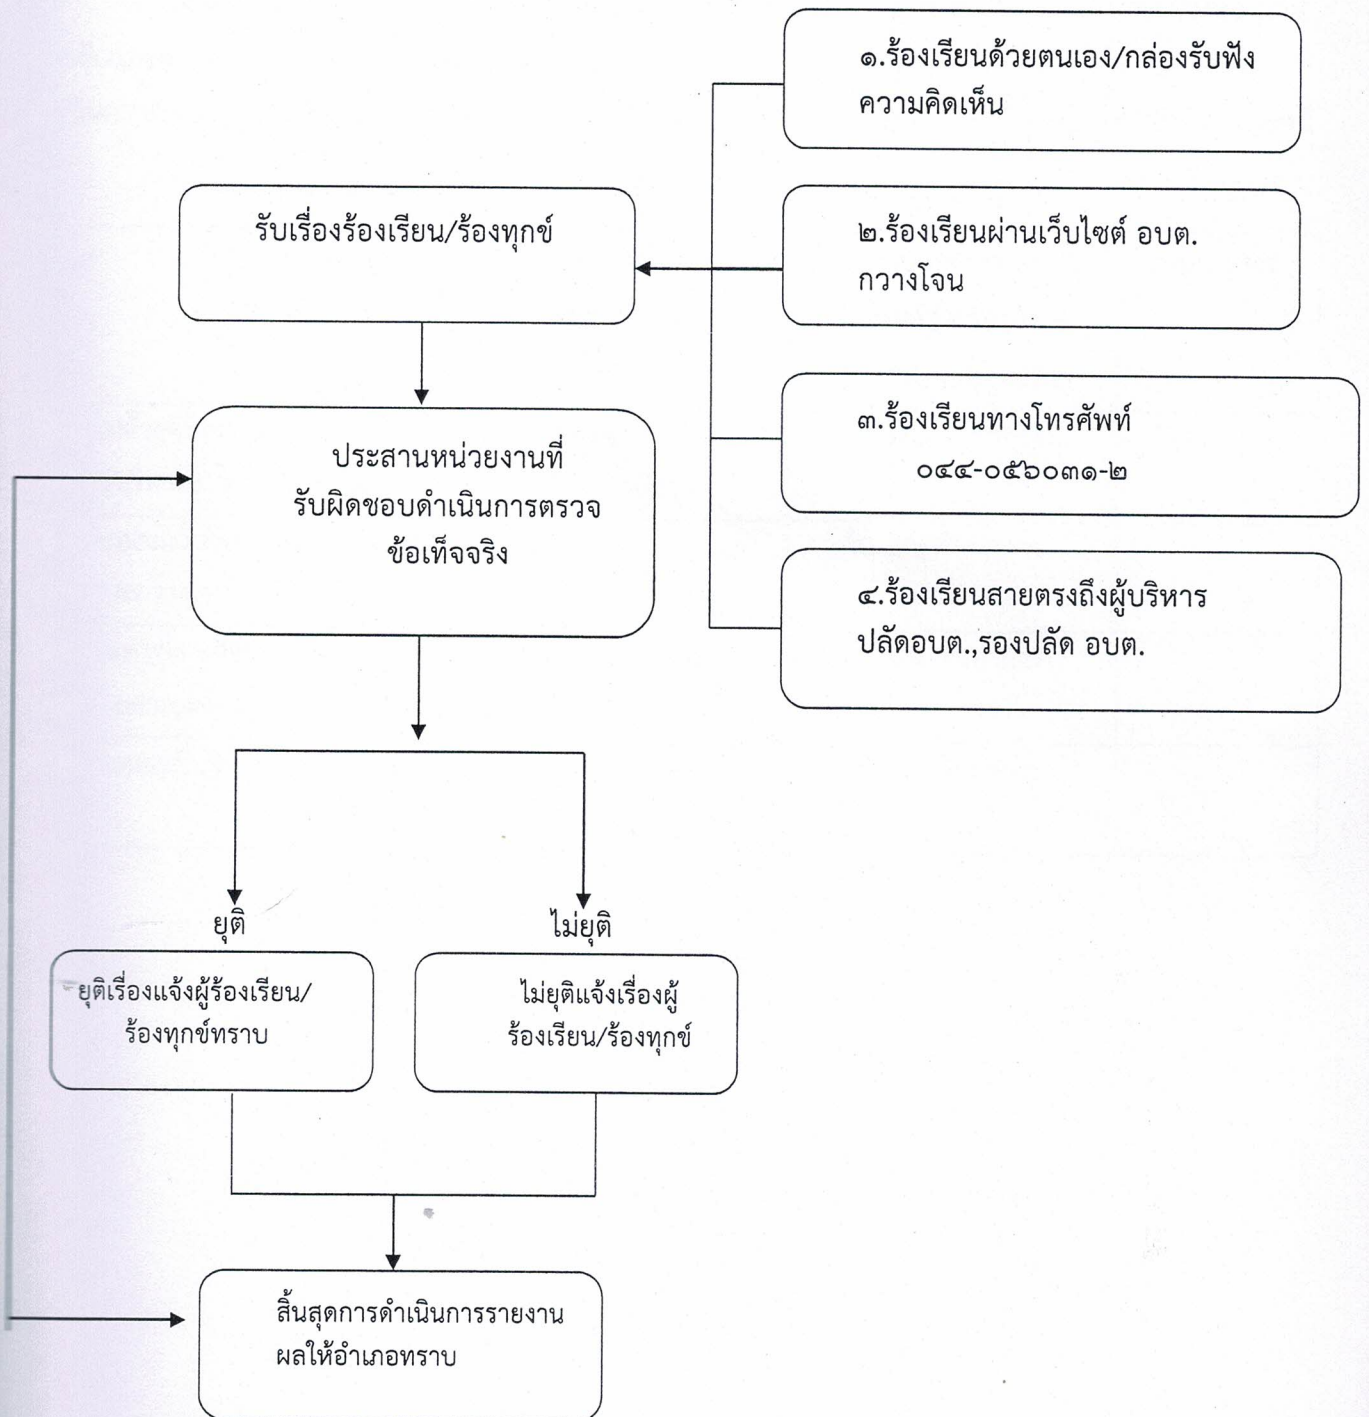 ๑.ร้องเรียนด้วยตนเอง/กล่องรับฟัง
ความคิดเห็น
รับเรื่องร้องเรียน/ร้องทุกข์
๒.ร้องเรียนผ่านเว็บไซต์ อบต.
กวางโจน
๓.ร้องเรียนทางโทรศัพท์
๐๔๔-๐๕๖๐๓๑-๒
ประสานหน่วยงานที่
รับผิดชอบดำเนินการตรวจ
ข้อเท็จจริง
๔.ร้องเรียนสายตรงถึงผู้บริหาร
ปลัดอบต.,รองปลัด อบต.
ยุติ
ไม่ยุติ
ยุติเรื่องแจ้งผู้ร้องเรียน/
ร้องทุกข์ทราบ
ไม่ยุติแจ้งเรื่องผู้
ร้องเรียน/ร้องทุกข์
สิ้นสุดการดำเนินการรายงาน
ผลให้อำเภอทราบ